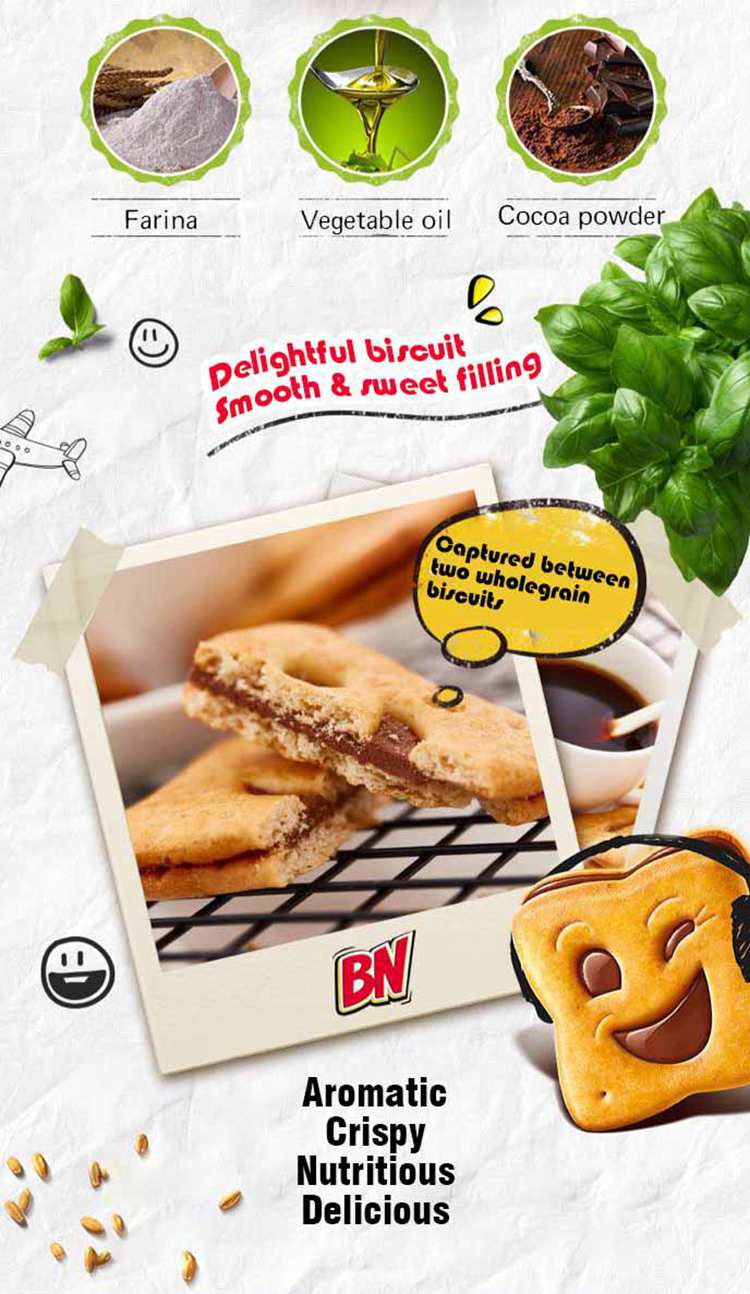 Farina
Vegetable oil
Cocoa powder
Delightful biscuit
Smooth & sweet filling
Captured between
two wholegrain
biscuits
BN
Aromatic
Crispy
Nutritious
Delicious